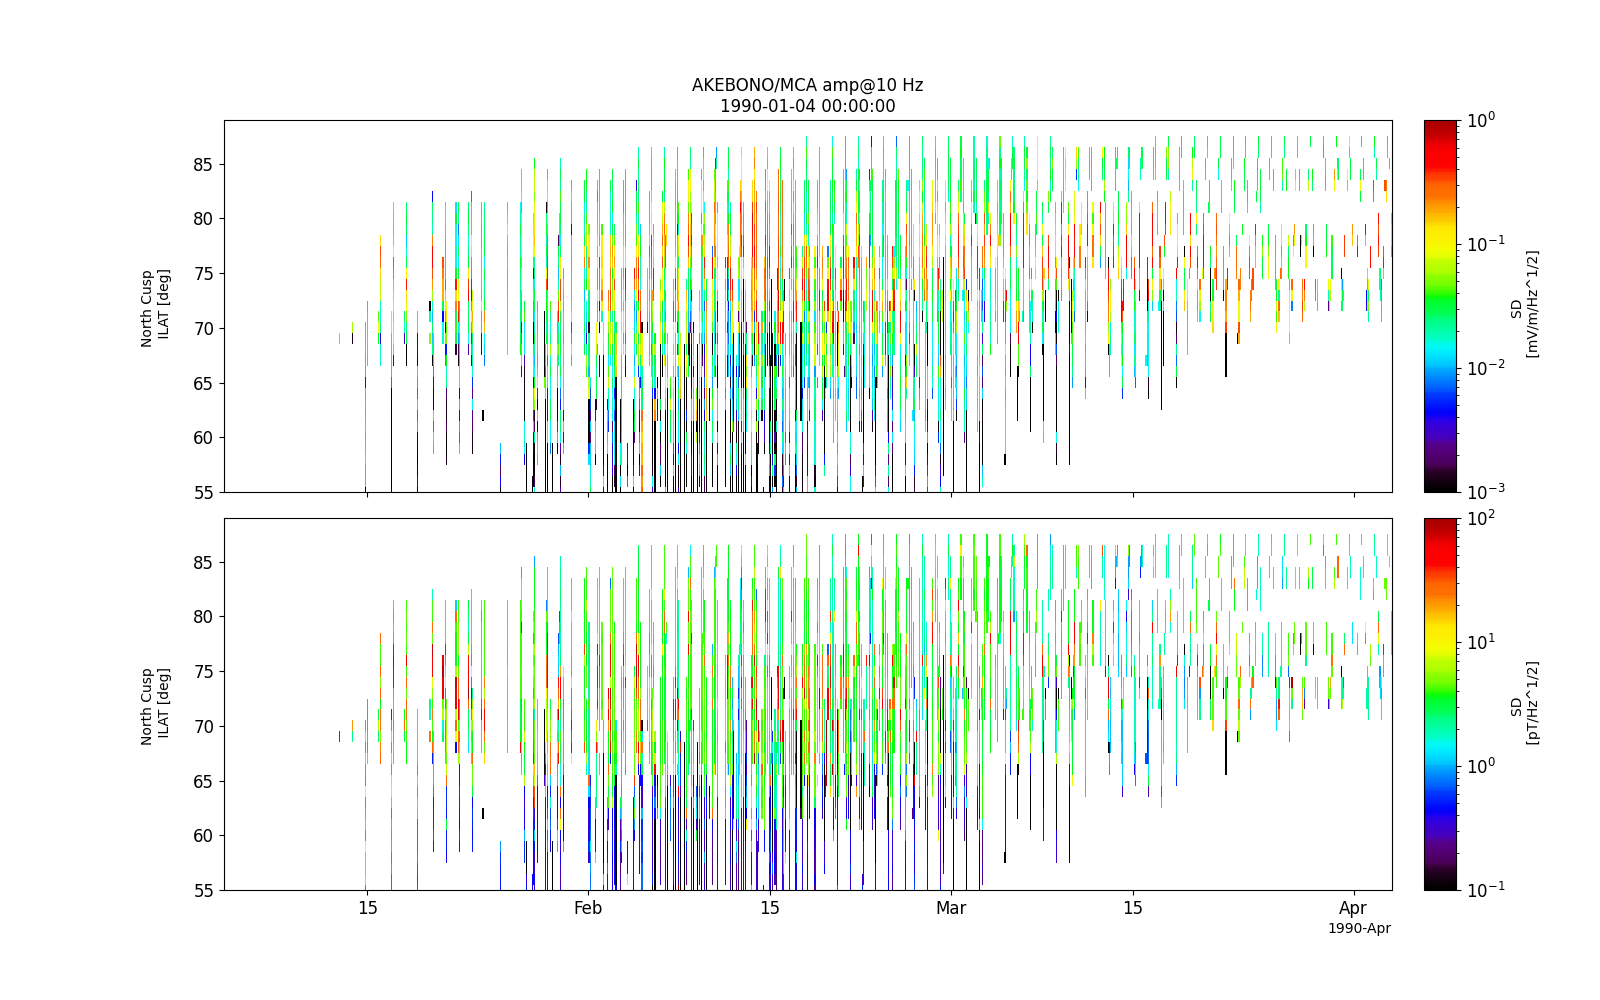 AKEBONO/MCA amp@10 Hz
1990-01-04 00:00:00
85
80
75
70
65
60
55
North Cusp
ILAT [deg]
10^0
10^-1
10^-2
10^-3
SD
[mV/m/Hz^1/2]
85
80
75
70
65
60
55
North Cusp
ILAT [deg]
10^2
10^1
10^0
10^-1
SD
[pT/Hz^1/2]
15 Feb 15 Mar 15 Apr
1990-Apr